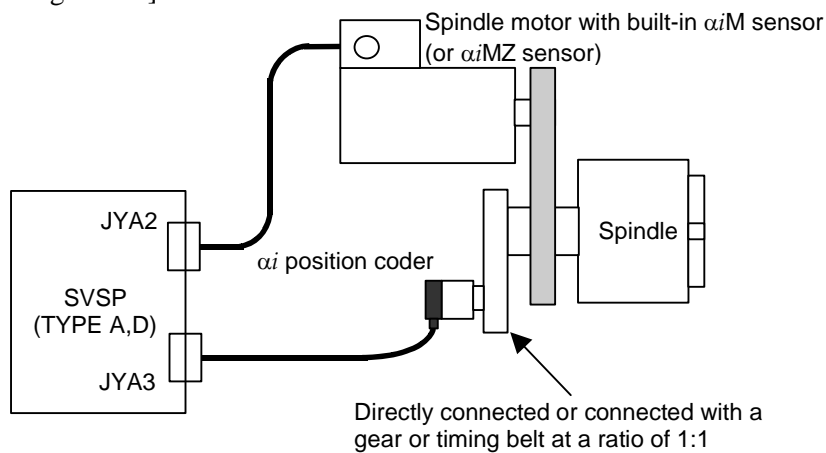 Spindle motor with built-in αiM sensor
(or αiMZ sensor)
JYA2
αi position coder
Spindle
SVSP
(TYPE A,D)
JYA3
Directly connected or connected with a
gear or timing belt at a ratio of 1:1